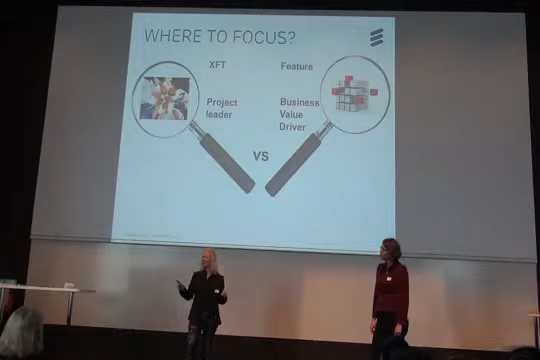 WHERE TO FOCUS?
XFT
Feature
Project
leader
Business
Value
Driver
VS